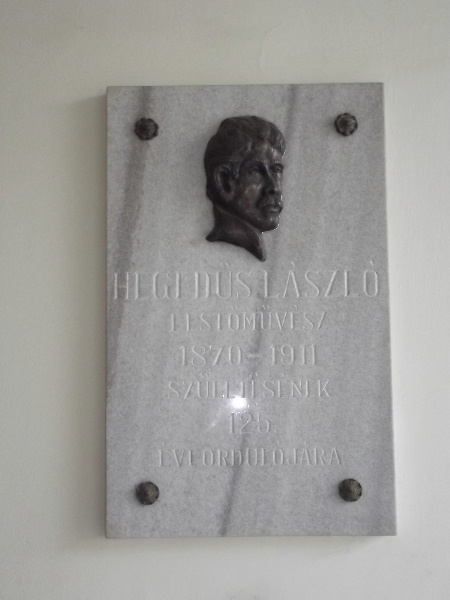 HEGEDŰS LÁSZLÓ
FESTŐMŰVÉSZ
1870-1911
SZÜLETÉSÉNEK
125.
ÉVFORDULÓJÁRA